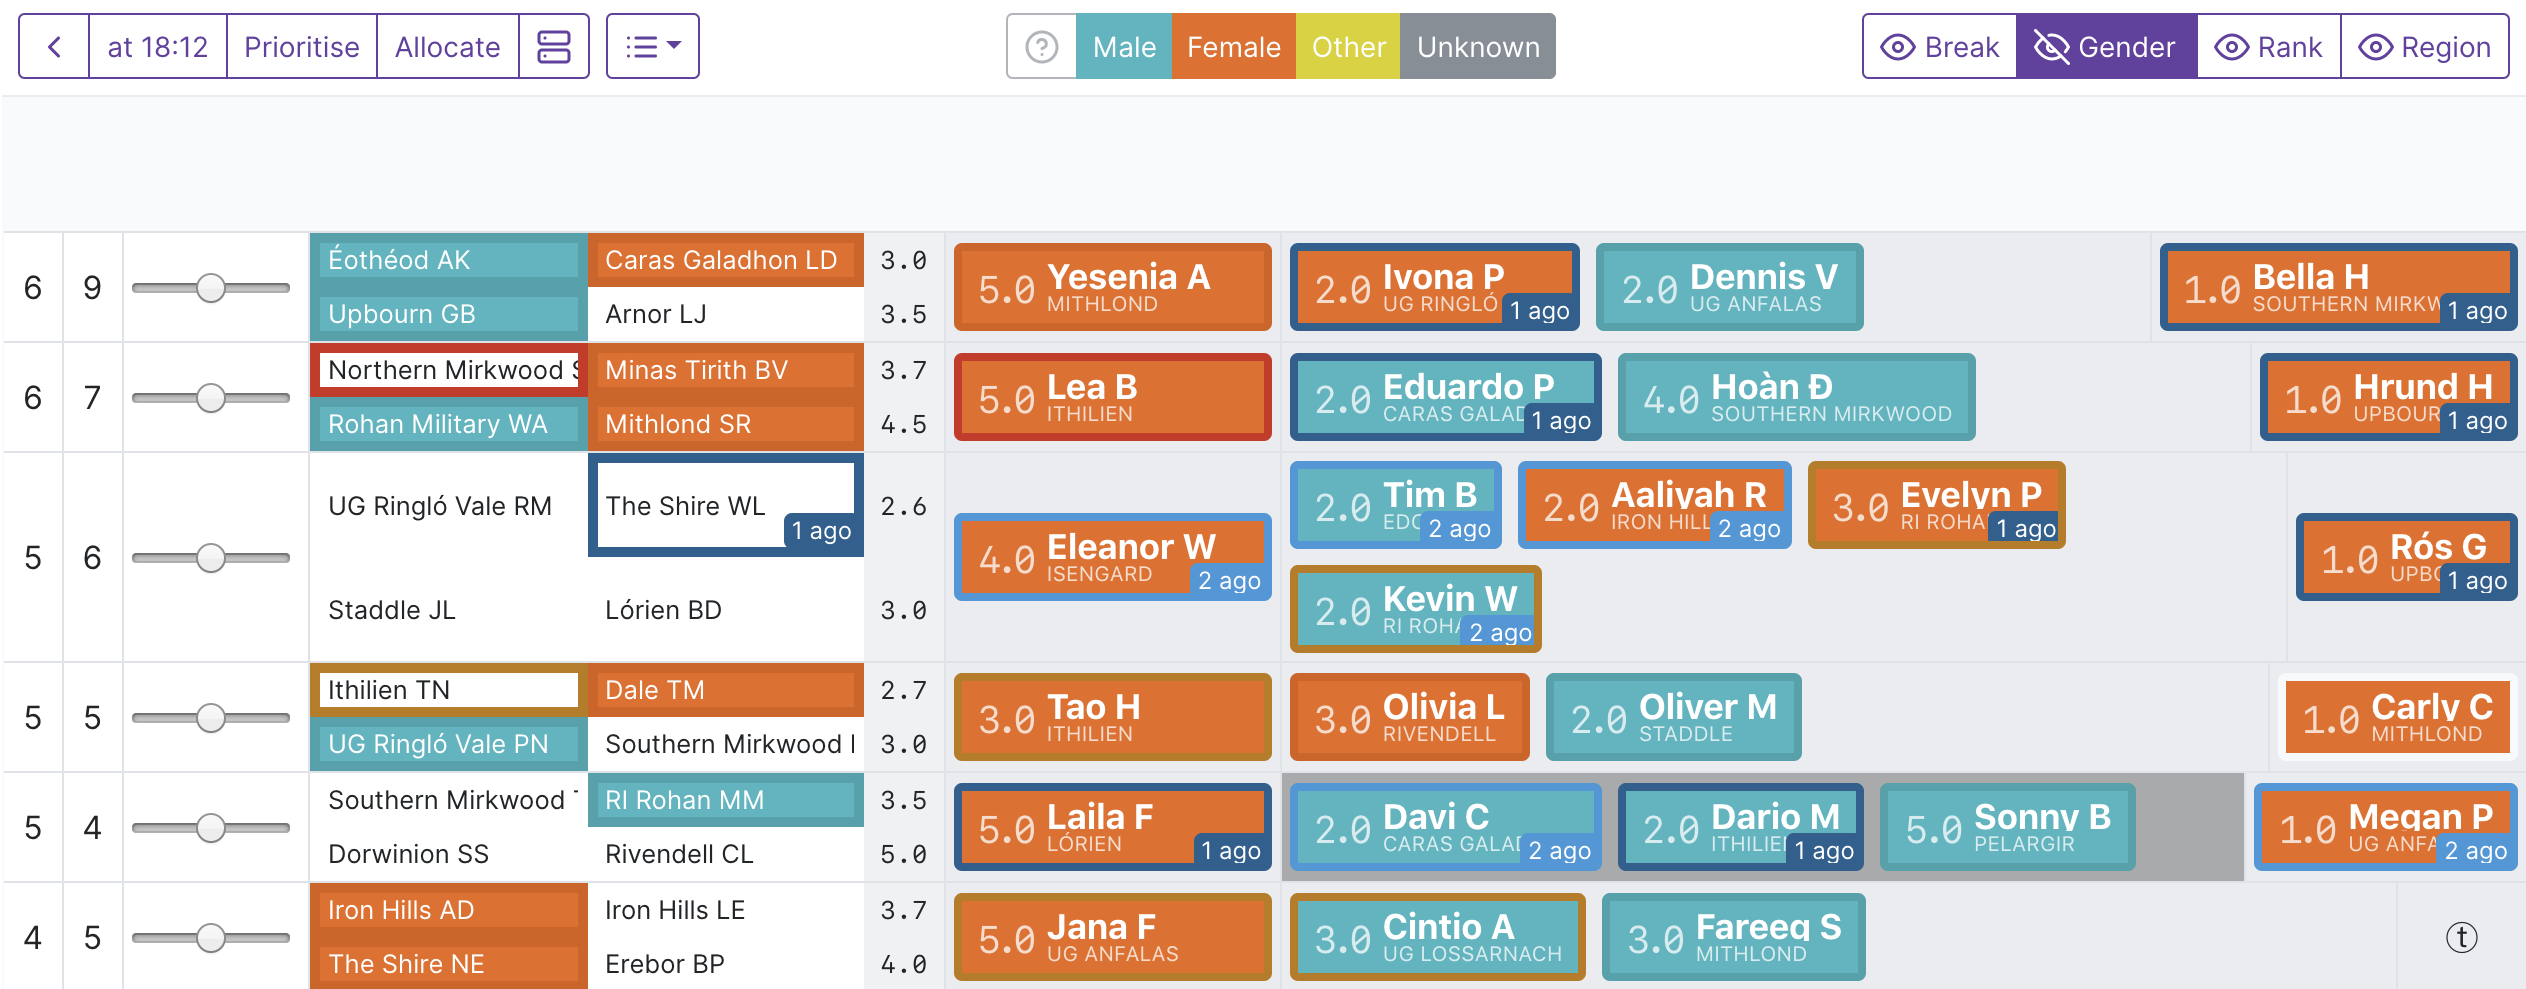 at 18:12 Prioritise Allocate Male Female Other Unknown Break Gender Rank Region
6 9 Éothéod AK Caras Galadhon LD 3.0
Upbourn GB Arnor LJ 3.5
5.0 Yesenia A MITHLOND
2.0 Ivona P UG RINGLÓ 1 ago
2.0 Dennis V UG ANFALAS
1.0 Bella H SOUTHERN 1 ago
6 7 Northern Mirkwood Minas Tirith BV 3.7
Rohan Military WA Mithlond SR 4.5
5.0 Lea B ITHILIEN
2.0 Eduardo P CARAS 1 ago
4.0 Hoàn Đ SOUTHERN MIRKWOOD
1.0 Hrund H 1 ago
5 6 UG Ringló Vale RM The Shire WL 1 ago 2.6
Staddle JL Lórien BD 3.0
4.0 Eleanor W ISENGARD 2 ago
2.0 Tim B 2 ago
2.0 Aaliyah R IRON 2 ago
3.0 Evelyn P RI 1 ago
2.0 Kevin W RI 2 ago
1.0 Rós G 1 ago
5 5 Ithilien TN Dale TM 2.7
UG Ringló Vale PN Southern Mirkwood 3.0
3.0 Tao H ITHILIEN
3.0 Olivia L RIVENDELL
2.0 Oliver M STADDLE
1.0 Carly C MITHLOND
5 4 Southern Mirkwood RI Rohan MM 3.5
Dorwinion SS Rivendell CL 5.0
5.0 Laila F LÓRIEN 1 ago
2.0 Davi C CARAS 2 ago
2.0 Dario M 1 ago
5.0 Sonny B PELARGIR
1.0 Megan P UG 2 ago
4 5 Iron Hills AD Iron Hills LE 3.7
The Shire NE Erebor BP 4.0
5.0 Jana F UG ANFALAS
3.0 Cintio A UG LOSSARNACH
3.0 Fareeq S MITHLOND
t